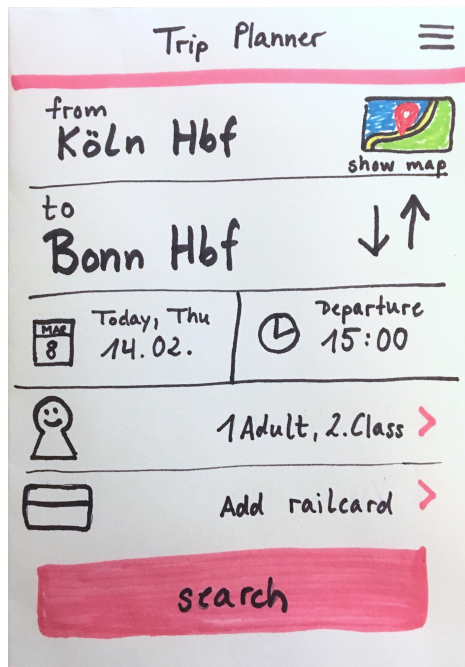 Trip Planner
from
Köln Hbf
show map
to
Bonn Hbf
MAR
8
Today, Thu
14.02.
Departure
15:00
1 Adult, 2.Class >
Add railcard >
search